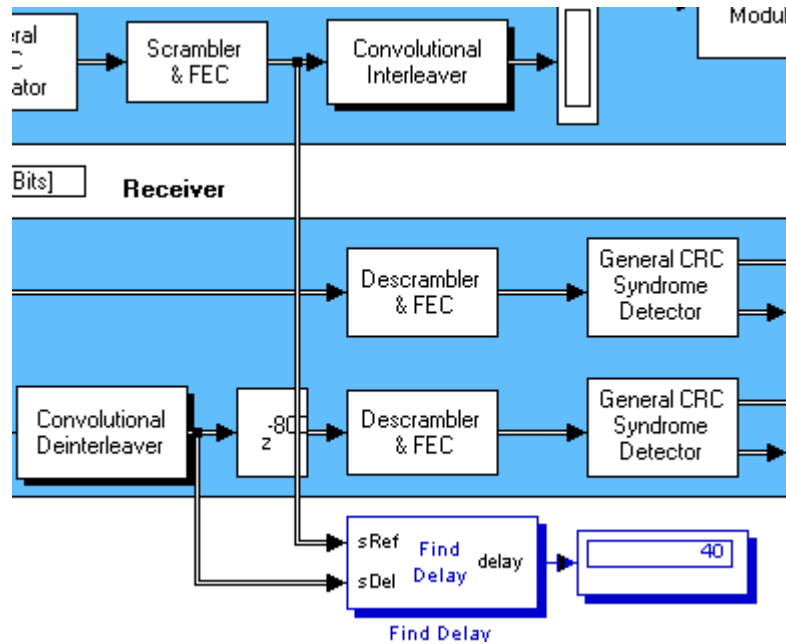 eral
C
ator
Scrambler
& FEC
Convolutional
Interleaver
Modul
Bits]
Receiver
Descrambler
& FEC
General CRC
Syndrome
Detector
Convolutional
Deinterleaver
-80
z
Descrambler
& FEC
General CRC
Syndrome
Detector
sRef
Find
Delay
delay
sDel
40
Find Delay